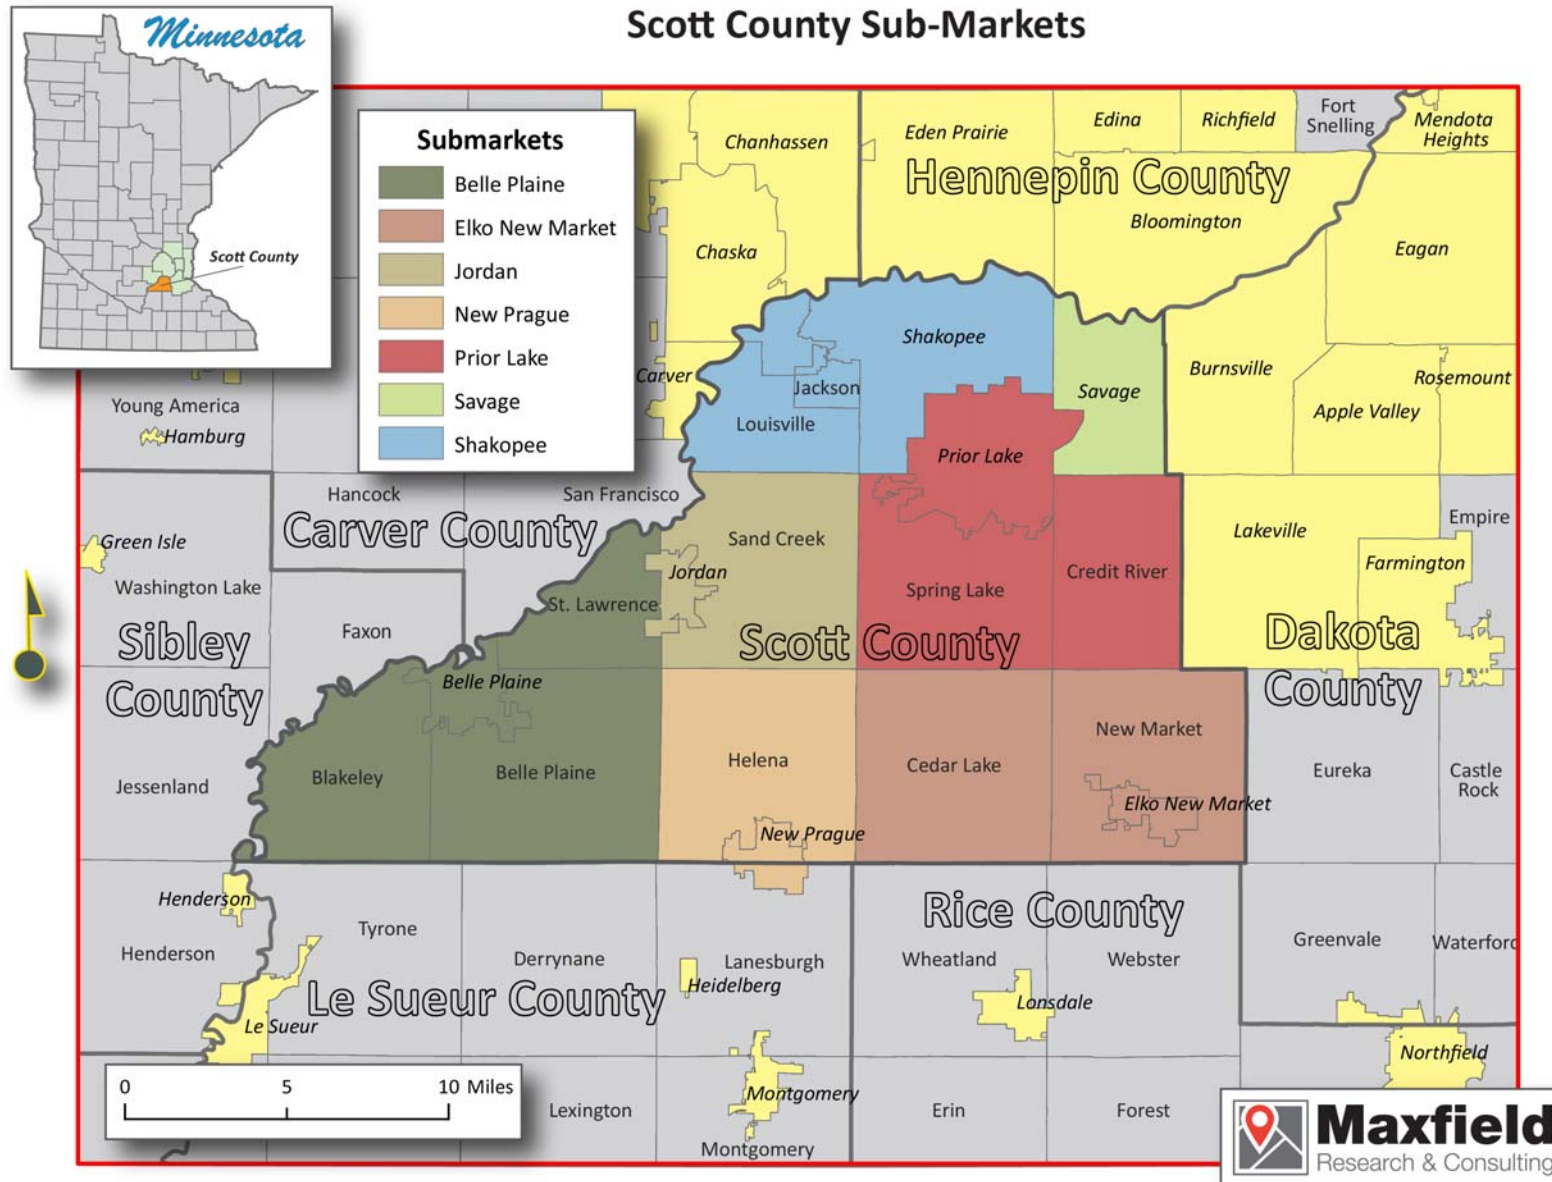 Scott County Sub-Markets
Minnesota
Scott County
Submarkets
Belle Plaine
Elko New Market
Jordan
New Prague
Prior Lake
Savage
Shakopee
Chanhassen
Eden Prairie
Edina
Richfield
Fort
Snelling
Mendota
Heights
Hennepin County
Bloomington
Chaska
Eagan
Shakopee
Carver
Jackson
Savage
Burnsville
Rosemount
Apple Valley
Louisville
Young America
Hamburg
Prior Lake
Hancock
San Francisco
Carver County
Green Isle
Washington Lake
Sand Creek
Lakeville
Empire
Jordan
Spring Lake
Credit River
Farmington
St. Lawrence
Faxon
Sibley
County
Scott County
Dakota
County
Belle Plaine
New Market
Jessenland
Blakeley
Belle Plaine
Helena
Cedar Lake
Eureka
Castle
Rock
Elko New Market
New Prague
Henderson
Henderson
Tyrone
Derrynane
Lanesburgh
Heidelberg
Rice County
Wheatland
Webster
Greenvale
Waterford
Le Sueur County
Le Sueur
Lonsdale
Northfield
0 5 10 Miles
Lexington
Montgomery
Montgomery
Erin
Forest
Maxfield
Research & Consulting